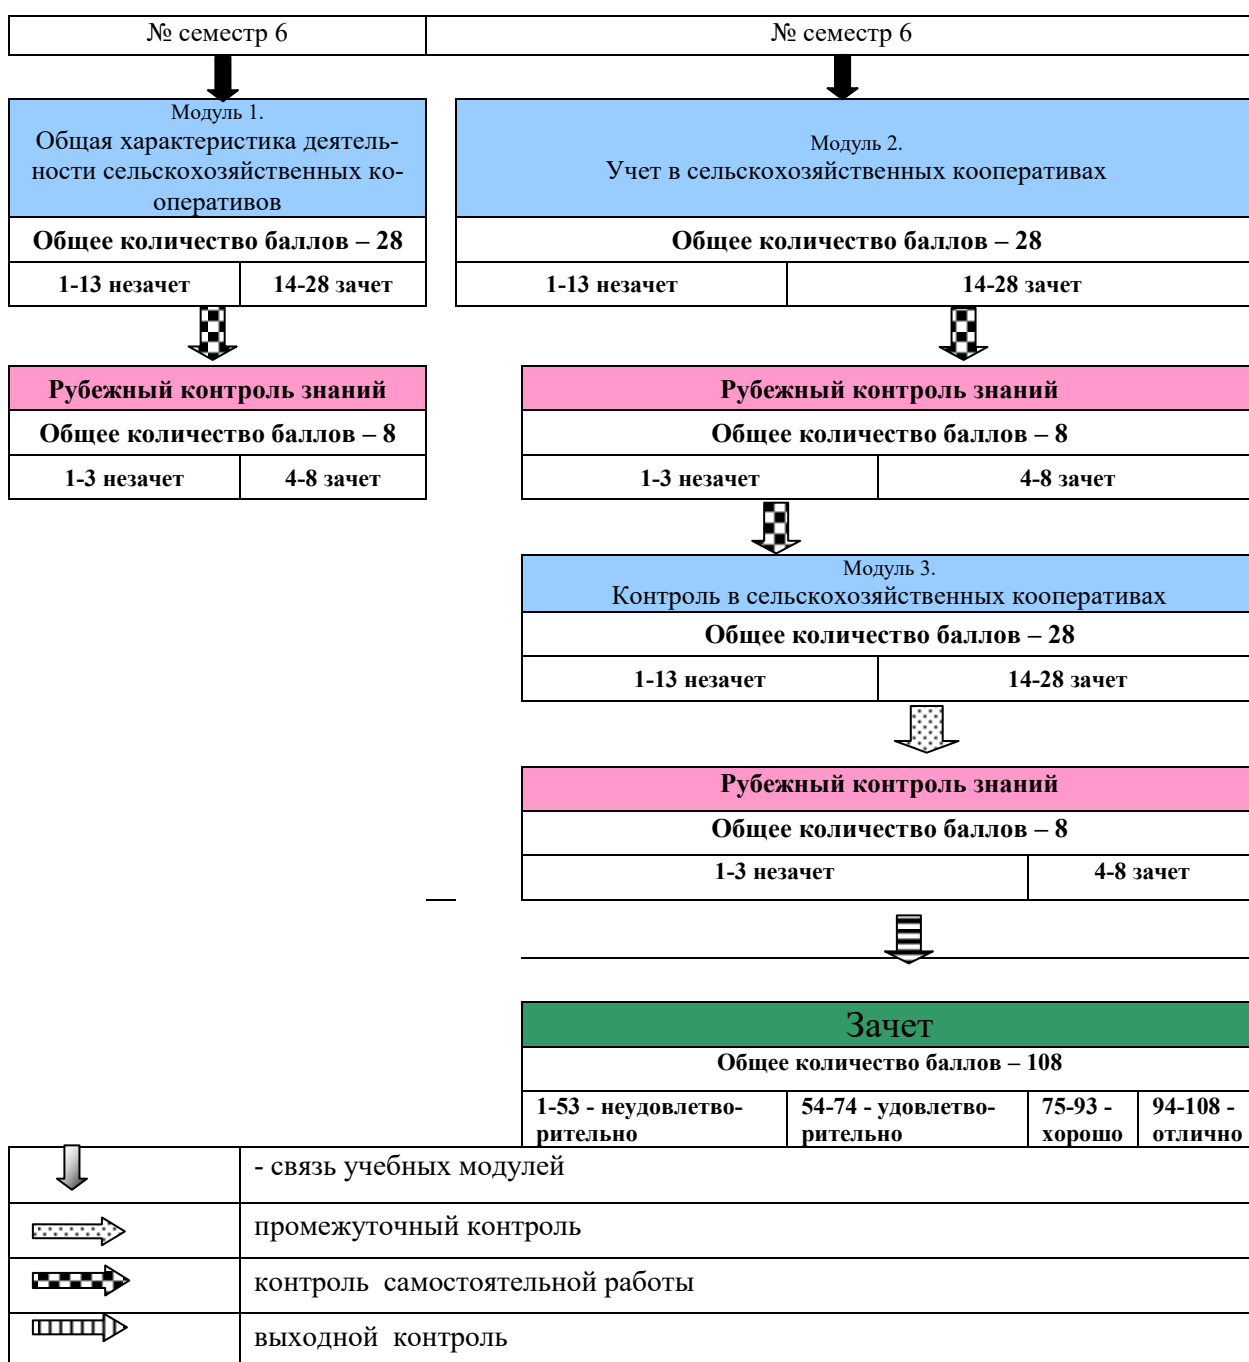 № семестр 6
№ семестр 6
Модуль 1.
Общая характеристика деятель-
ности сельскохозяйственных ко-
оперативов
Общее количество баллов – 28
1-13 незачет
14-28 зачет
Модуль 2.
Учет в сельскохозяйственных кооперативах
Общее количество баллов – 28
1-13 незачет
14-28 зачет
Рубежный контроль знаний
Общее количество баллов – 8
1-3 незачет
4-8 зачет
Рубежный контроль знаний
Общее количество баллов – 8
1-3 незачет
4-8 зачет
Модуль 3.
Контроль в сельскохозяйственных кооперативах
Общее количество баллов – 28
1-13 незачет
14-28 зачет
Рубежный контроль знаний
Общее количество баллов – 8
1-3 незачет
4-8 зачет
Зачет
Общее количество баллов – 108
1-53 - неудовлетво-
рительно
54-74 - удовлетво-
рительно
75-93 -
хорошо
94-108 -
отлично
- связь учебных модулей
промежуточный контроль
контроль самостоятельной работы
выходной контроль